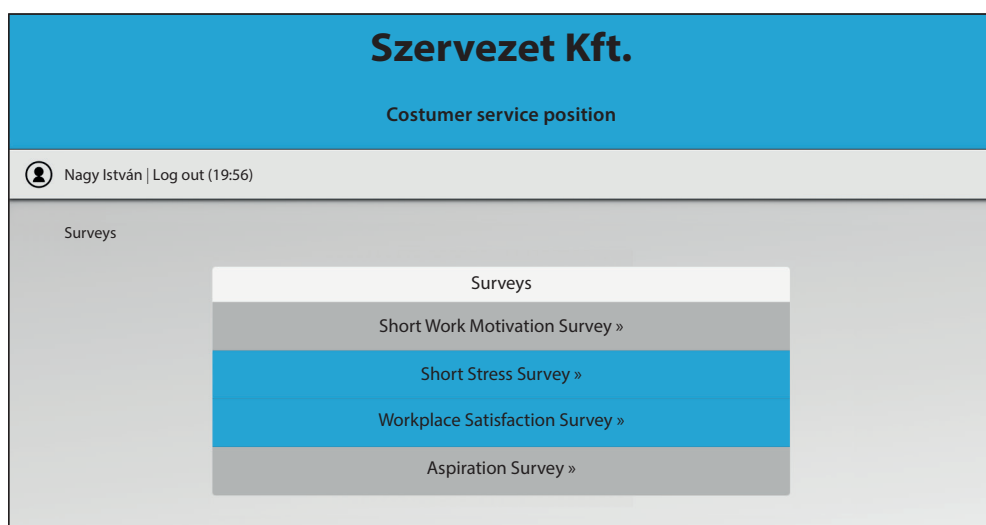 Szervezet Kft.
Costumer service position
Nagy István | Log out (19:56)
Surveys
Surveys
Short Work Motivation Survey »
Short Stress Survey »
Workplace Satisfaction Survey »
Aspiration Survey »